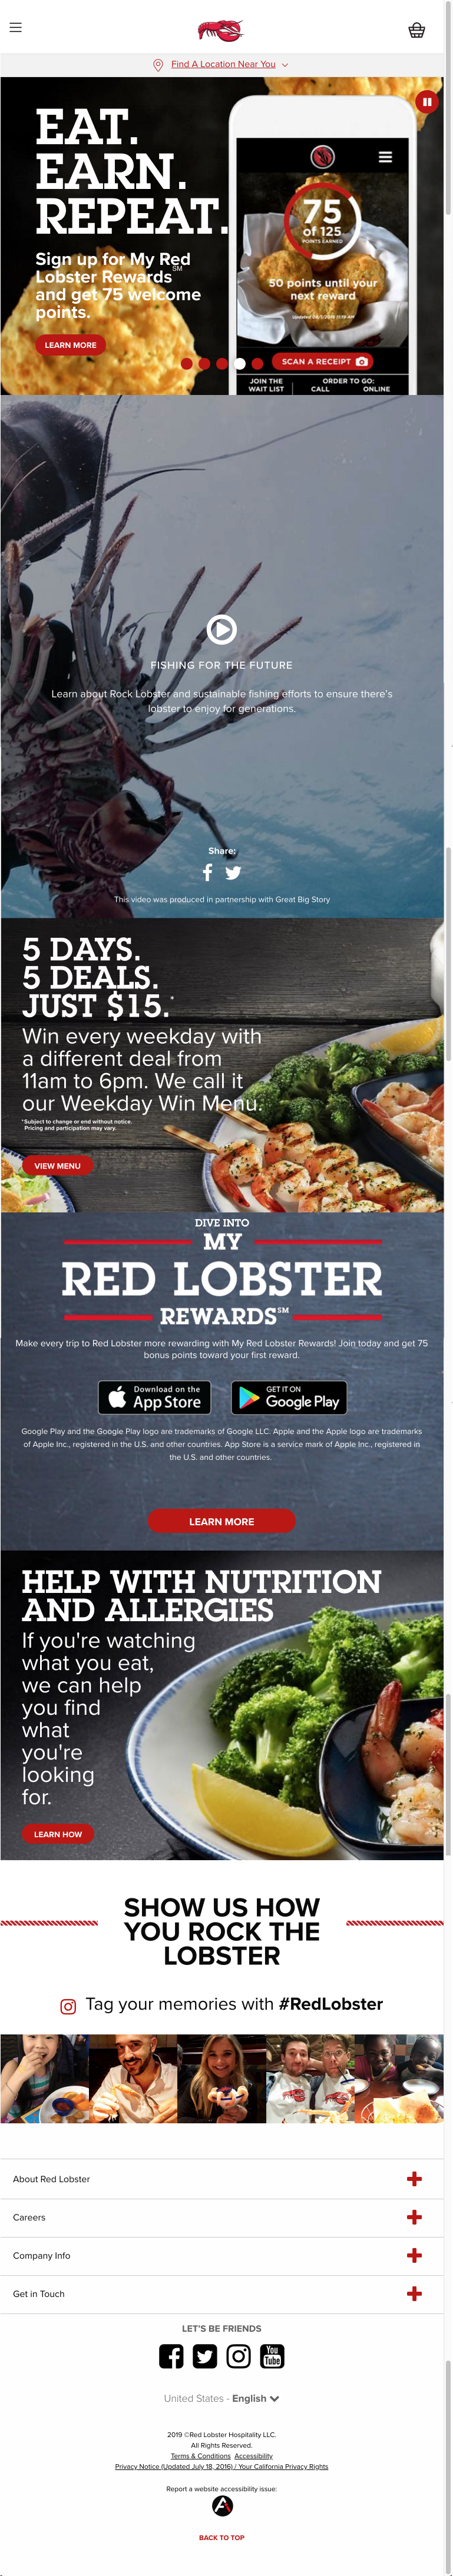 Find A Location Near You
EAT.
EARN.
REPEAT.
Sign up for My Red
Lobster Rewards℠
and get 75 welcome
points.
LEARN MORE
75
of 125
POINTS EARNED
50 points until your
next reward
SCAN A RECEIPT
JOIN THE
WAIT LIST
ORDER TO GO:
CALL ONLINE
FISHING FOR THE FUTURE
Learn about Rock Lobster and sustainable fishing efforts to ensure there's
lobster to enjoy for generations.
Share:
This video was produced in partnership with Great Big Story
5 DAYS.
5 DEALS.
JUST $15.*
Win every weekday with
a different deal from
11am to 6pm. We call it
our Weekday Win Menu.
*Subject to change or end without notice.
Pricing and participation may vary.
VIEW MENU
DIVE INTO
MY
RED LOBSTER
REWARDS℠
Make every trip to Red Lobster more rewarding with My Red Lobster Rewards! Join today and get 75
bonus points toward your first reward.
Download on the
App Store
GET IT ON
Google Play
Google Play and the Google Play logo are trademarks of Google LLC. Apple and the Apple logo are trademarks
of Apple Inc., registered in the U.S. and other countries. App Store is a service mark of Apple Inc., registered in
the U.S. and other countries.
LEARN MORE
HELP WITH NUTRITION
AND ALLERGIES
If you're watching
what you eat,
we can help
you find
what
you're
looking
for.
LEARN HOW
SHOW US HOW
YOU ROCK THE
LOBSTER
Tag your memories with #RedLobster
About Red Lobster
Careers
Company Info
Get in Touch
LET'S BE FRIENDS
You
Tube
United States - English
2019 ©Red Lobster Hospitality LLC.
All Rights Reserved.
Terms & Conditions Accessibility
Privacy Notice (Updated July 18, 2016) / Your California Privacy Rights
Report a website accessibility issue:
BACK TO TOP